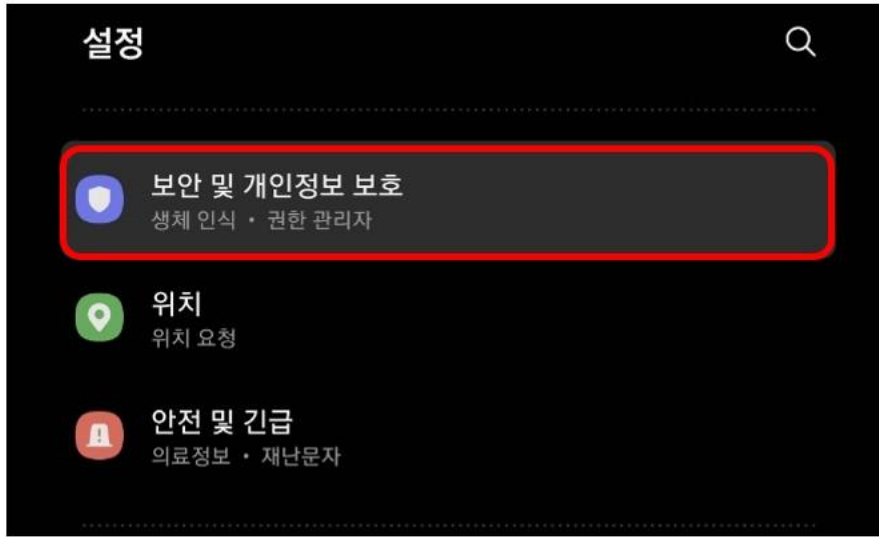 설정
보안 및 개인정보 보호
생체 인식 • 권한 관리자
위치
위치 요청
안전 및 긴급
의료정보 • 재난문자